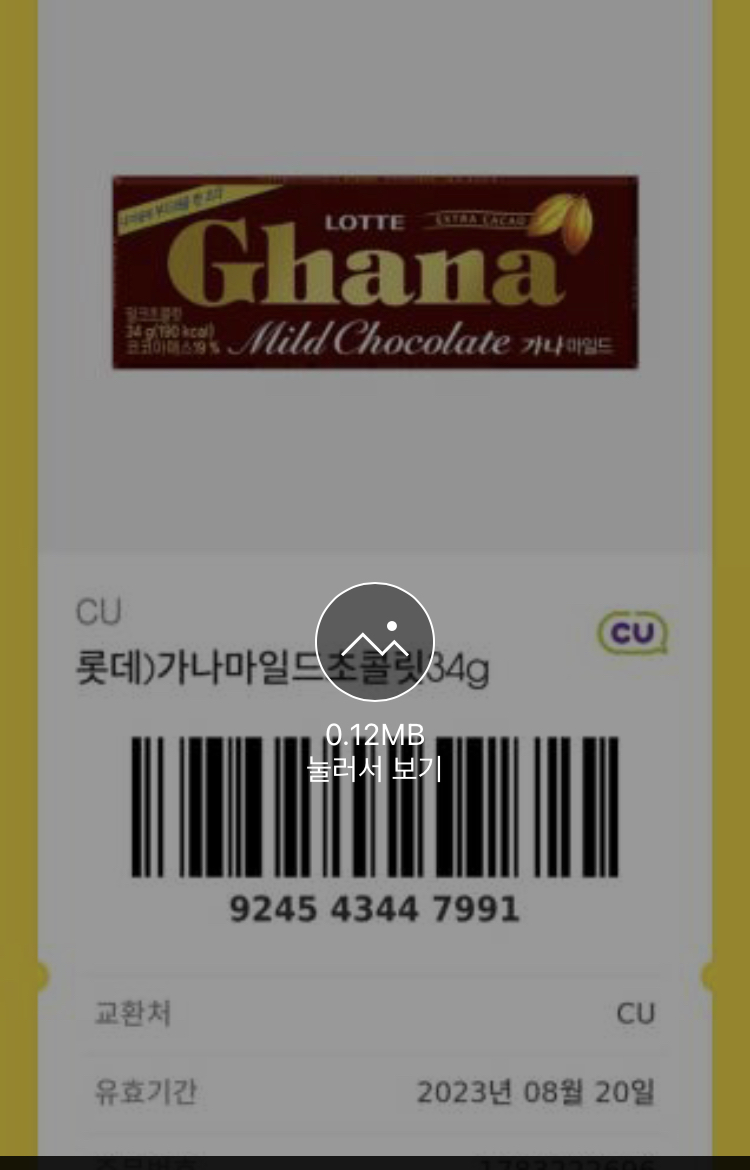 LOTTE
EXTRA CACAO
Ghana
밀크초콜릿
34 g(190 kcal)
코코아매스19 %
Mild Chocolate 가나마일드
CU
CU
롯데)가나마일드초콜릿34g
0.12MB
눌러서 보기
9245 4344 7991
교환처 CU
유효기간 2023년 08월 20일